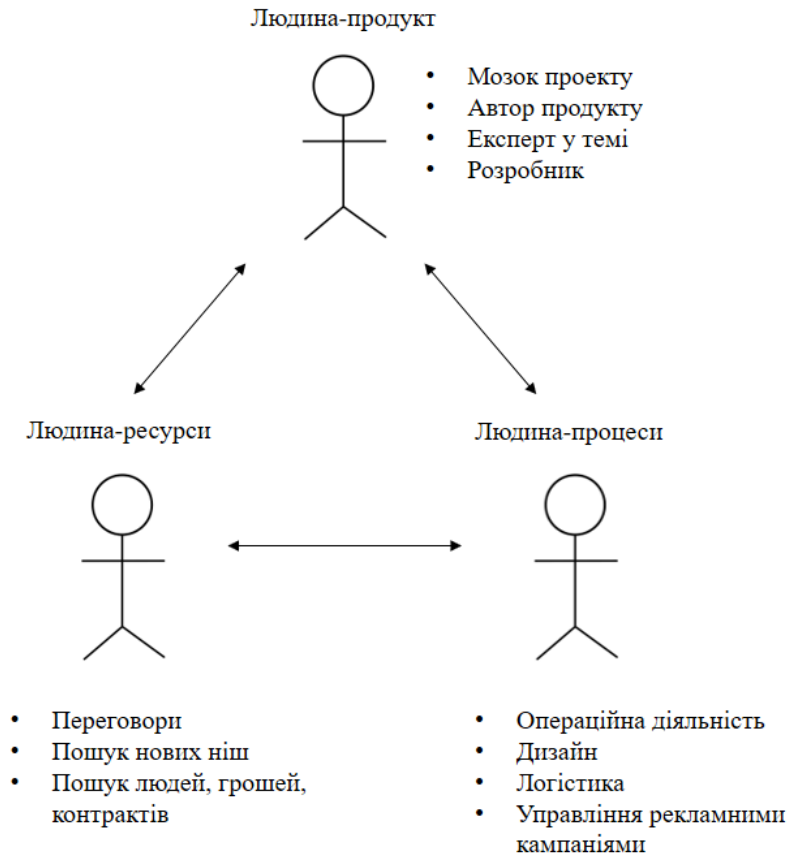 Людина-продукт
• Мозок проекту
• Автор продукту
• Експерт у темі
• Розробник
Людина-ресурси
Людина-процеси
• Переговори
• Пошук нових ніш
• Пошук людей, грошей,
контрактів
• Операційна діяльність
• Дизайн
• Логістика
• Управління рекламними
кампаніями